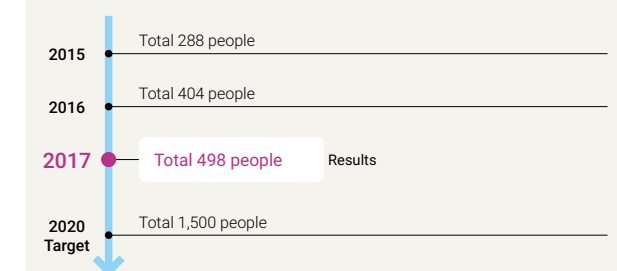 2015
Total 288 people
2016
Total 404 people
2017
Total 498 people
Results
2020
Target
Total 1,500 people